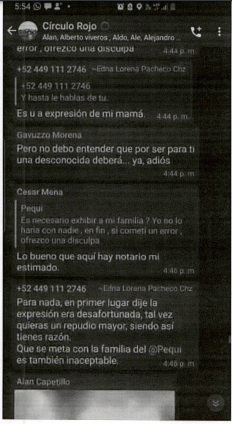 5:54
Círculo Rojo
Alan, Alberto viveros, Aldo, Ale, Alejandro ..
error, ofrezco una disculpa
4:44 p. m.
+52 449 111 2746 ~Edna Lorena Pacheco Chz
+52 449 111 2746
Y hasta le hablas de tu.
Es u a expresión de mi mamá. 4:44 p. m.
Gavuzzo Morena
Pero no debo entender que por ser para ti
una desconocida deberá... ya, adiós
4:44 p. m.
Cesar Mena
Pequi
Es necesario exhibir a mi familia ? Yo no lo
haría con nadie , en fin , si cometí un error ,
ofrezco una disculpa
Lo bueno que aquí hay notario mi
estimado. 4:45 p. m.
+52 449 111 2746 ~Edna Lorena Pacheco Chz
Para nada, en primer lugar dije la
expresión era desafortunada, tal vez
quieras un repudio mayor, siendo así
tienes razón.
Que se meta con la familia del @Pequi
es también inaceptable. 4:45 p. m.
Alan Capetillo